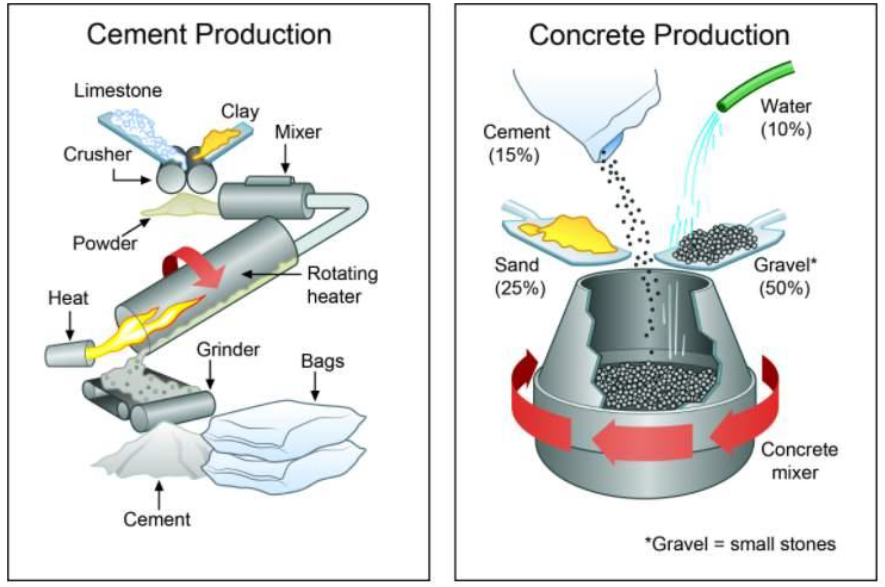 Cement Production
Limestone
Clay
Crusher
Mixer
Powder
Rotating
heater
Heat
Grinder
Bags
Cement
Concrete Production
Cement
(15%)
Water
(10%)
Sand
(25%)
Gravel*
(50%)
Concrete
mixer
*Gravel = small stones